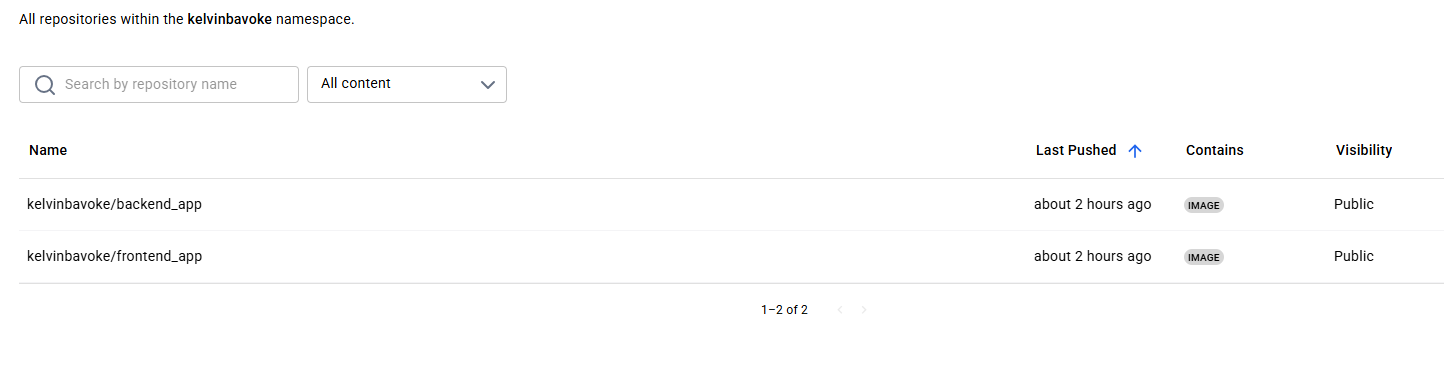 All repositories within the kelvinbavoke namespace.
Search by repository name
All content
Name Last Pushed Contains Visibility
kelvinbavoke/backend_app about 2 hours ago IMAGE Public
kelvinbavoke/frontend_app about 2 hours ago IMAGE Public
1–2 of 2